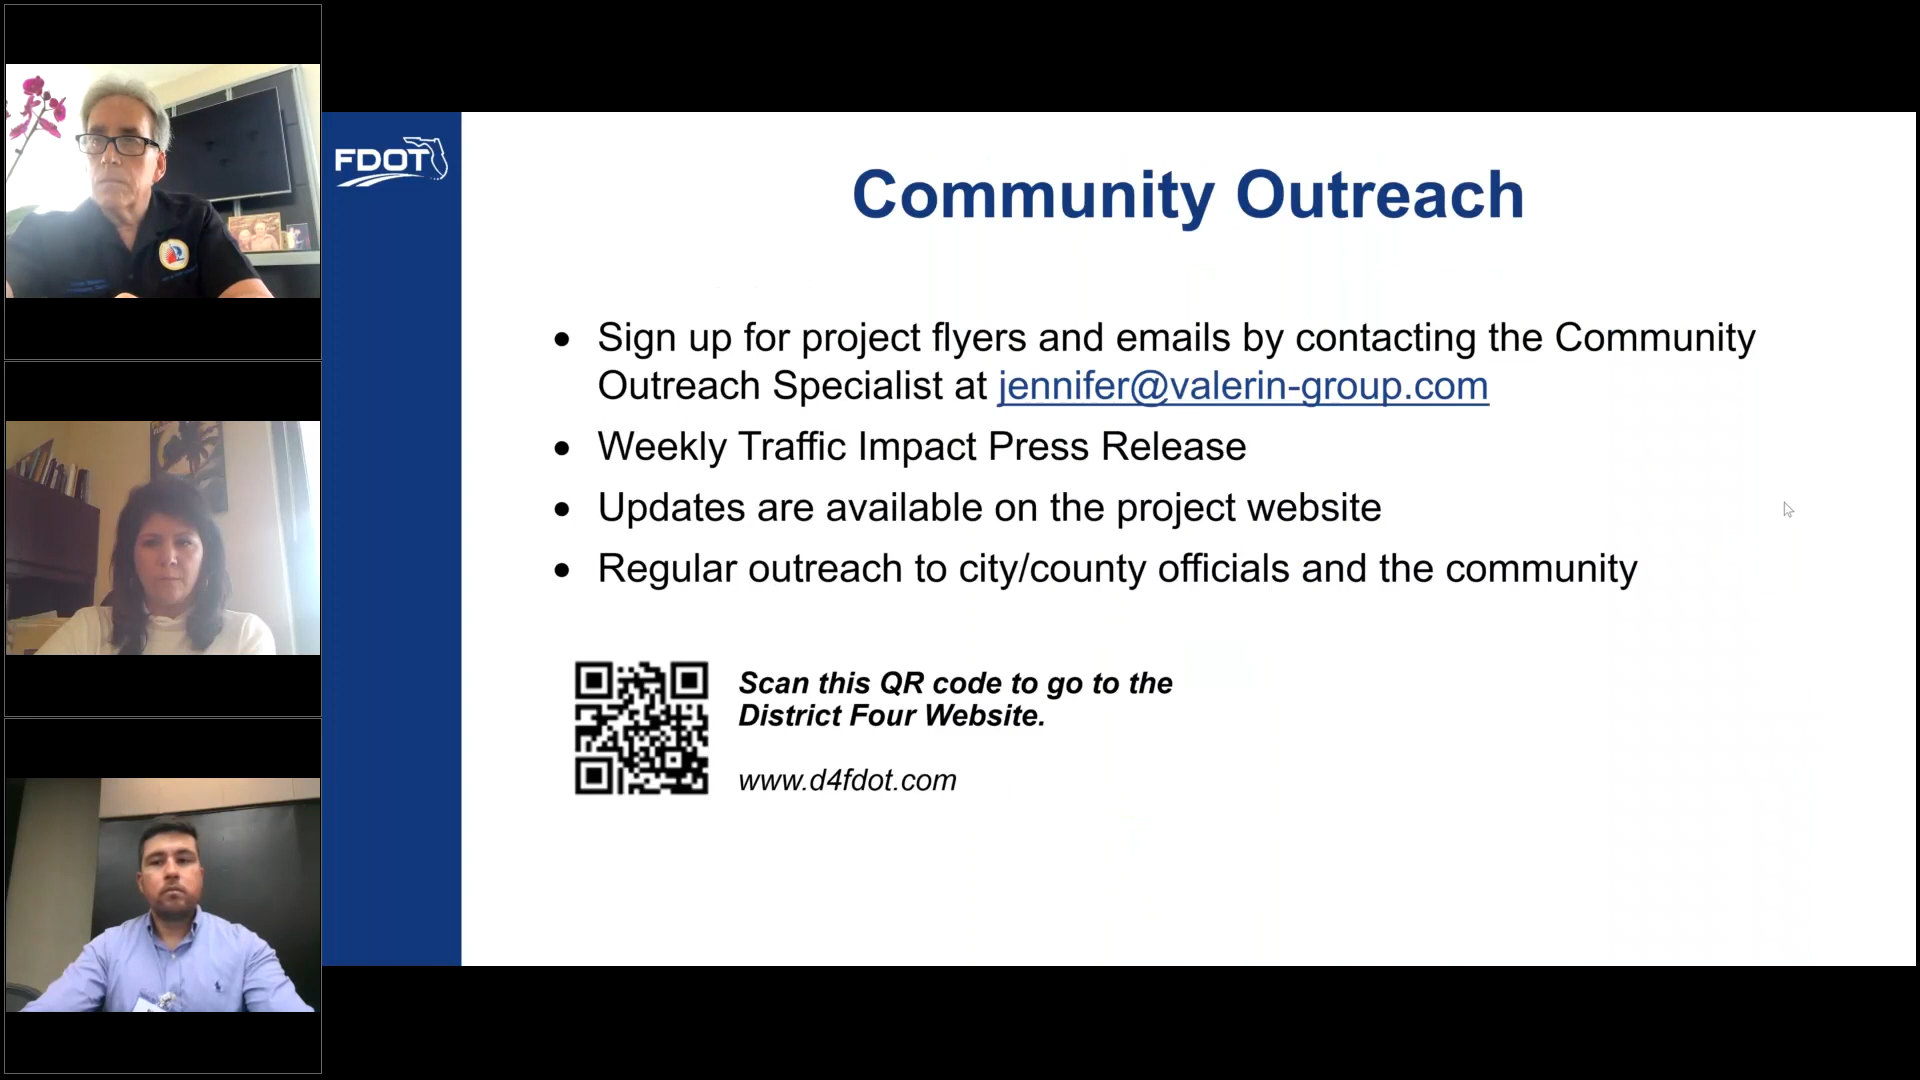 FDOT
Community Outreach
• Sign up for project flyers and emails by contacting the Community
Outreach Specialist at jennifer@valerin-group.com
• Weekly Traffic Impact Press Release
• Updates are available on the project website
• Regular outreach to city/county officials and the community
Scan this QR code to go to the
District Four Website.
www.d4fdot.com